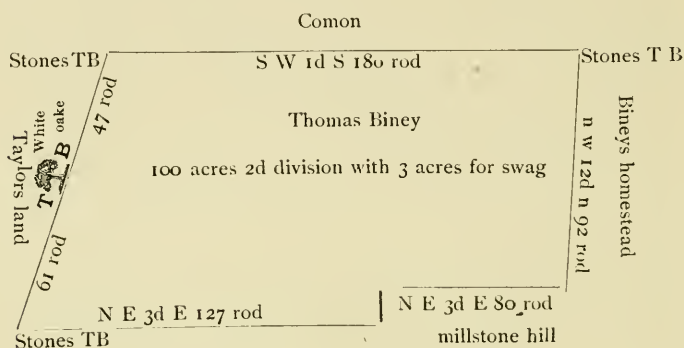 Comon
Stones TB
S W 1d S 180 rod
Stones T B
47 rod
White
oake
T B
Taylors land
61 rod
Thomas Biney
100 acres 2d division with 3 acres for swag
n w 12d n 92 rod
Bineys homestead
N E 3d E 127 rod
N E 3d E 80 rod
millstone hill
Stones TB